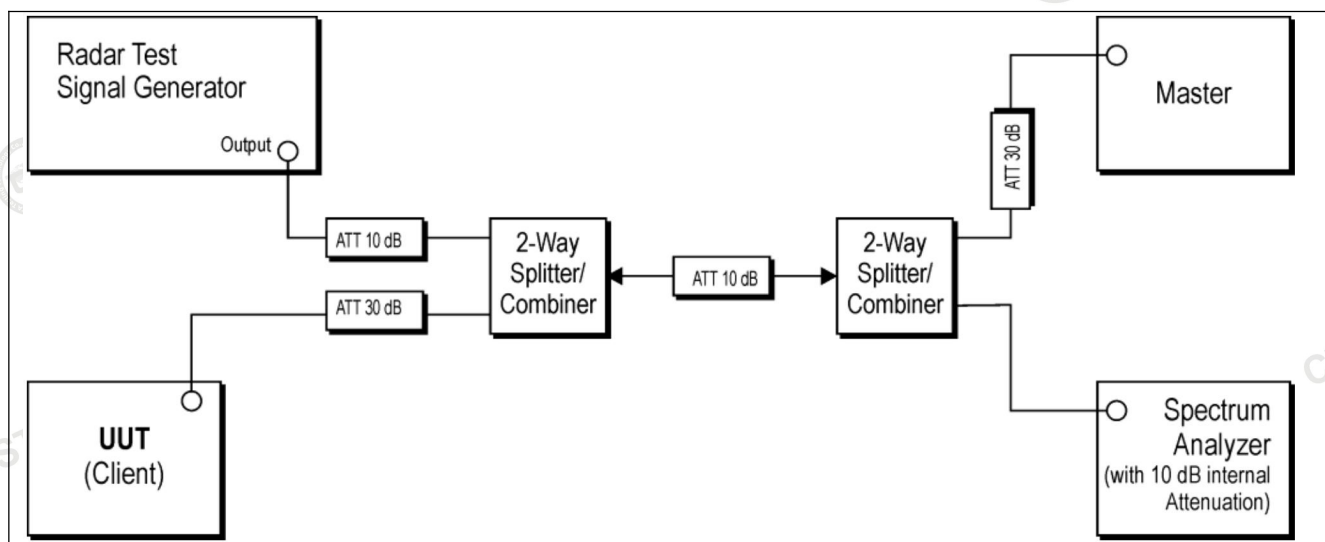 Radar Test
Signal Generator
Output
ATT 10 dB
ATT 30 dB
2-Way
Splitter/
Combiner
ATT 10 dB
2-Way
Splitter/
Combiner
ATT 30 dB
Master
UUT
(Client)
Spectrum
Analyzer
(with 10 dB internal
Attenuation)